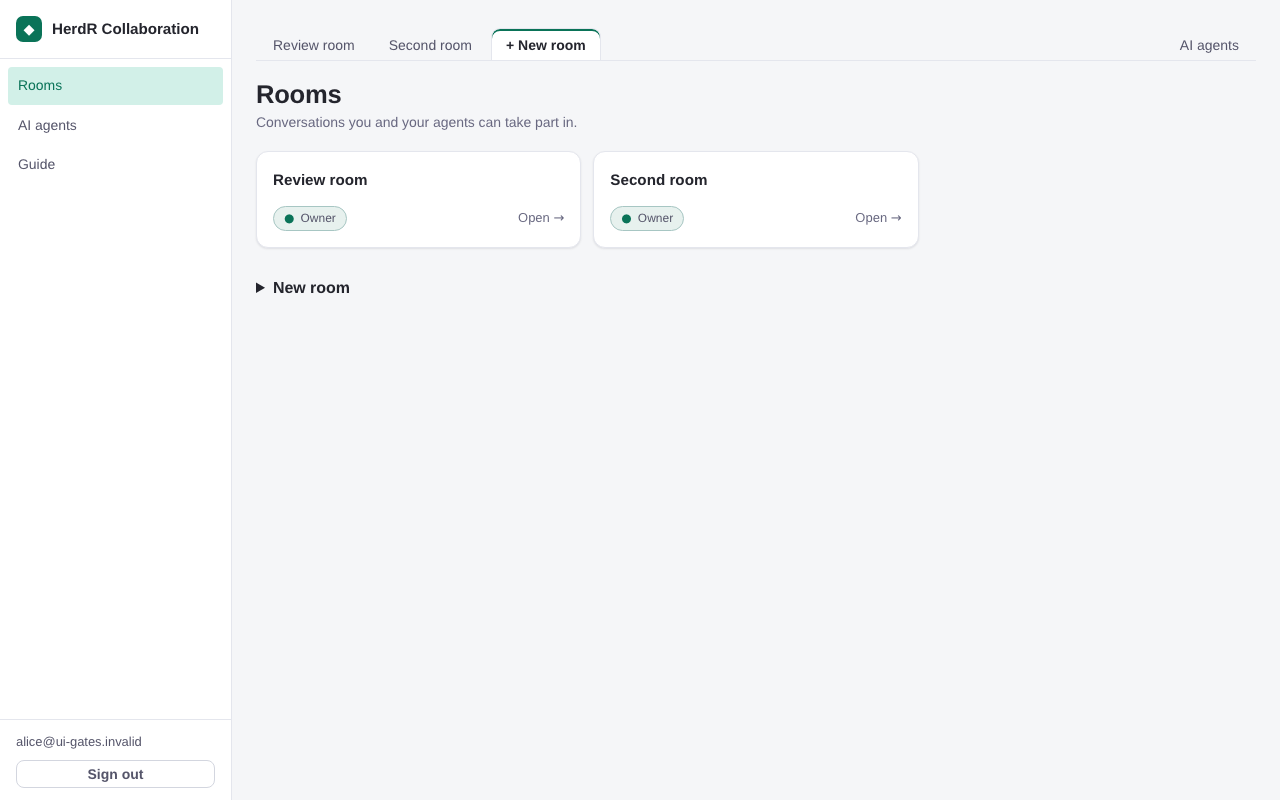 HerdR Collaboration
Rooms
AI agents
Guide
alice@ui-gates.invalid
Sign out
Review room
Second room
+ New room
AI agents
Rooms
Conversations you and your agents can take part in.
Review room
Owner
Open →
Second room
Owner
Open →
New room